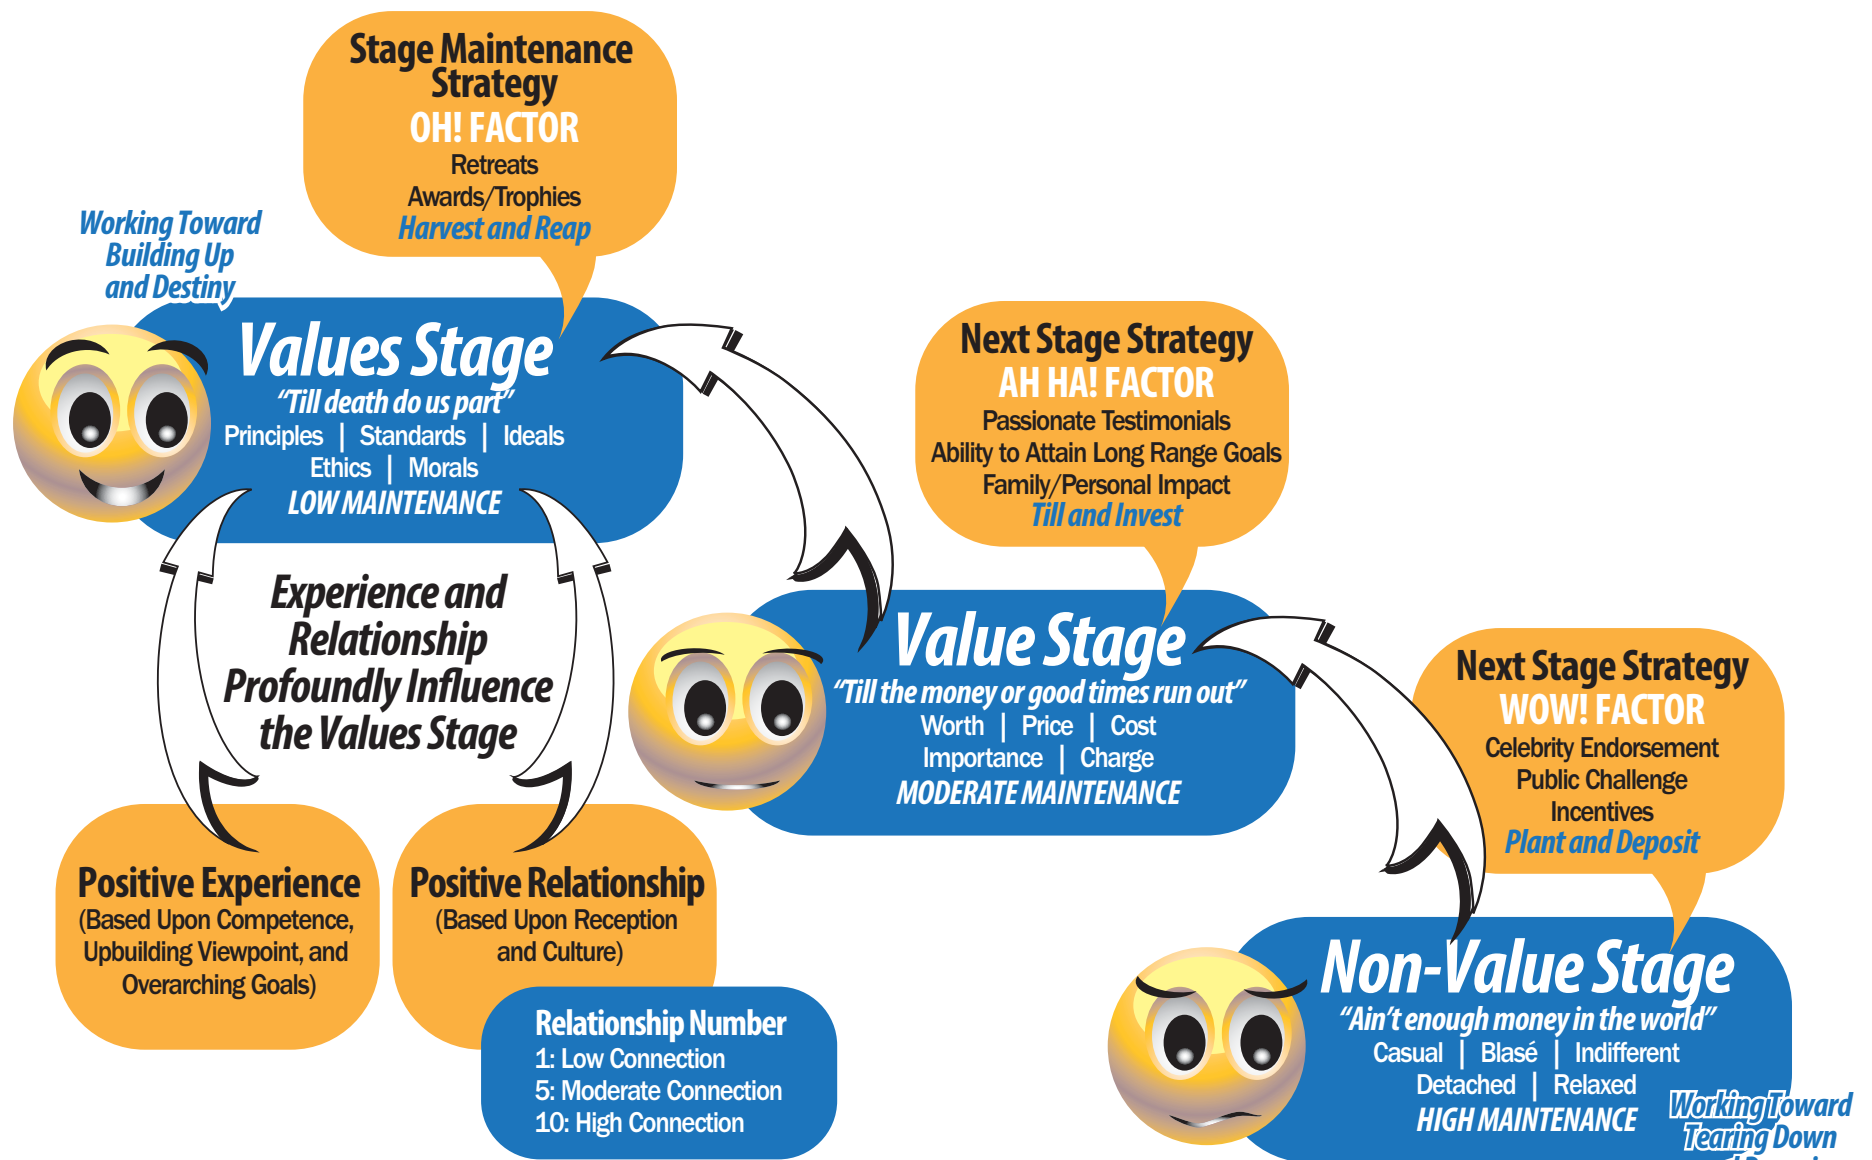 Stage Maintenance
Strategy
OH! FACTOR
Retreats
Awards/Trophies
Harvest and Reap
Working Toward
Building Up
and Destiny
Values Stage
“Till death do us part”
Principles | Standards | Ideals
Ethics | Morals
LOW MAINTENANCE
Experience and
Relationship
Profoundly Influence
the Values Stage
Positive Experience
(Based Upon Competence,
Upbuilding Viewpoint, and
Overarching Goals)
Positive Relationship
(Based Upon Reception
and Culture)
Relationship Number
1: Low Connection
5: Moderate Connection
10: High Connection
Next Stage Strategy
AH HA! FACTOR
Passionate Testimonials
Ability to Attain Long Range Goals
Family/Personal Impact
Till and Invest
Value Stage
“Till the money or good times run out”
Worth | Price | Cost
Importance | Charge
MODERATE MAINTENANCE
Next Stage Strategy
WOW! FACTOR
Celebrity Endorsement
Public Challenge
Incentives
Plant and Deposit
Non-Value Stage
“Ain’t enough money in the world”
Casual | Blasé | Indifferent
Detached | Relaxed
HIGH MAINTENANCE
Working Toward
Tearing Down